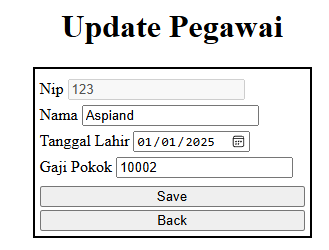 Update Pegawai
Nip 123
Nama Aspiand
Tanggal Lahir 01/01/2025
Gaji Pokok 10002
Save
Back